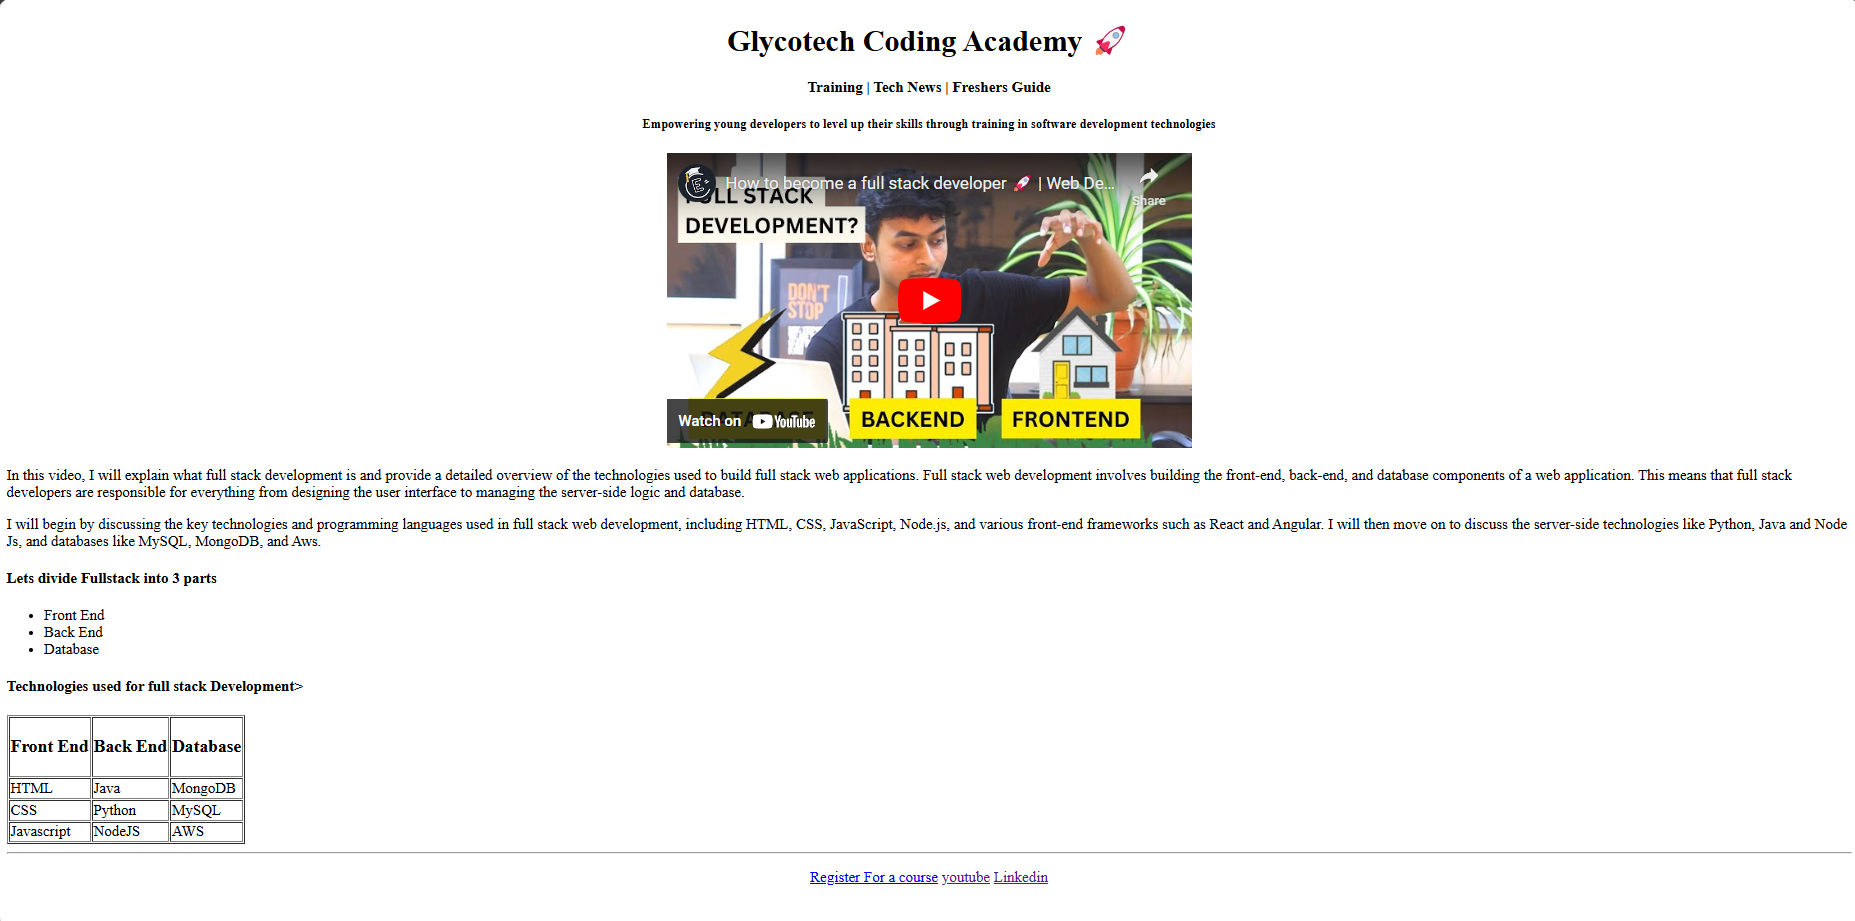 Glycotech Coding Academy 🚀
Training | Tech News | Freshers Guide
Empowering young developers to level up their skills through training in software development technologies
How to become a full stack developer 🚀 | Web De...
Share
FULL STACK
DEVELOPMENT?
DON'T
STOP
Watch on YouTube
BACKEND
FRONTEND
In this video, I will explain what full stack development is and provide a detailed overview of the technologies used to build full stack web applications. Full stack web development involves building the front-end, back-end, and database components of a web application. This means that full stack
developers are responsible for everything from designing the user interface to managing the server-side logic and database.
I will begin by discussing the key technologies and programming languages used in full stack web development, including HTML, CSS, JavaScript, Node.js, and various front-end frameworks such as React and Angular. I will then move on to discuss the server-side technologies like Python, Java and Node
Js, and databases like MySQL, MongoDB, and Aws.
Lets divide Fullstack into 3 parts
• Front End
• Back End
• Database
Technologies used for full stack Development>
Front End Back End Database
HTML Java MongoDB
CSS Python MySQL
Javascript NodeJS AWS
Register For a course youtube Linkedin